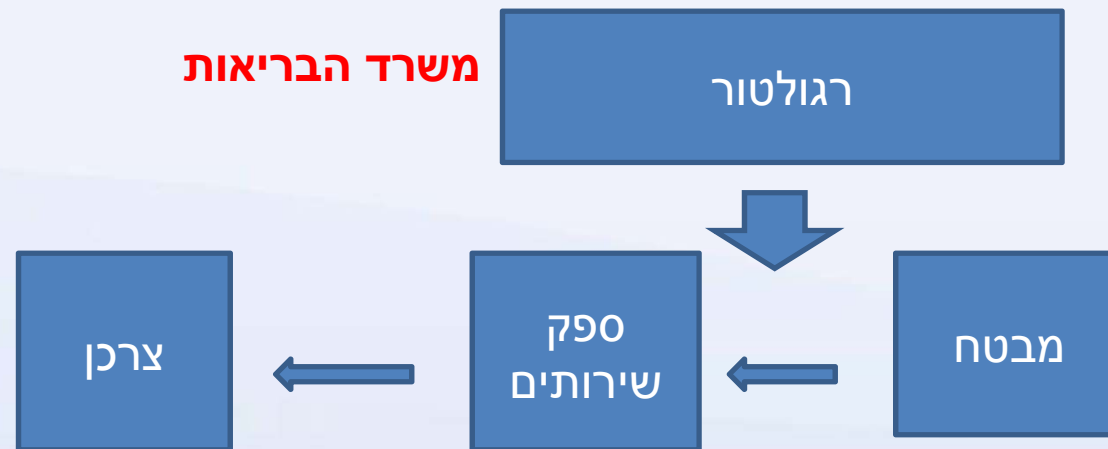 משרד הבריאות
רגולטור
מבטח
ספק
שירותים
צרכן